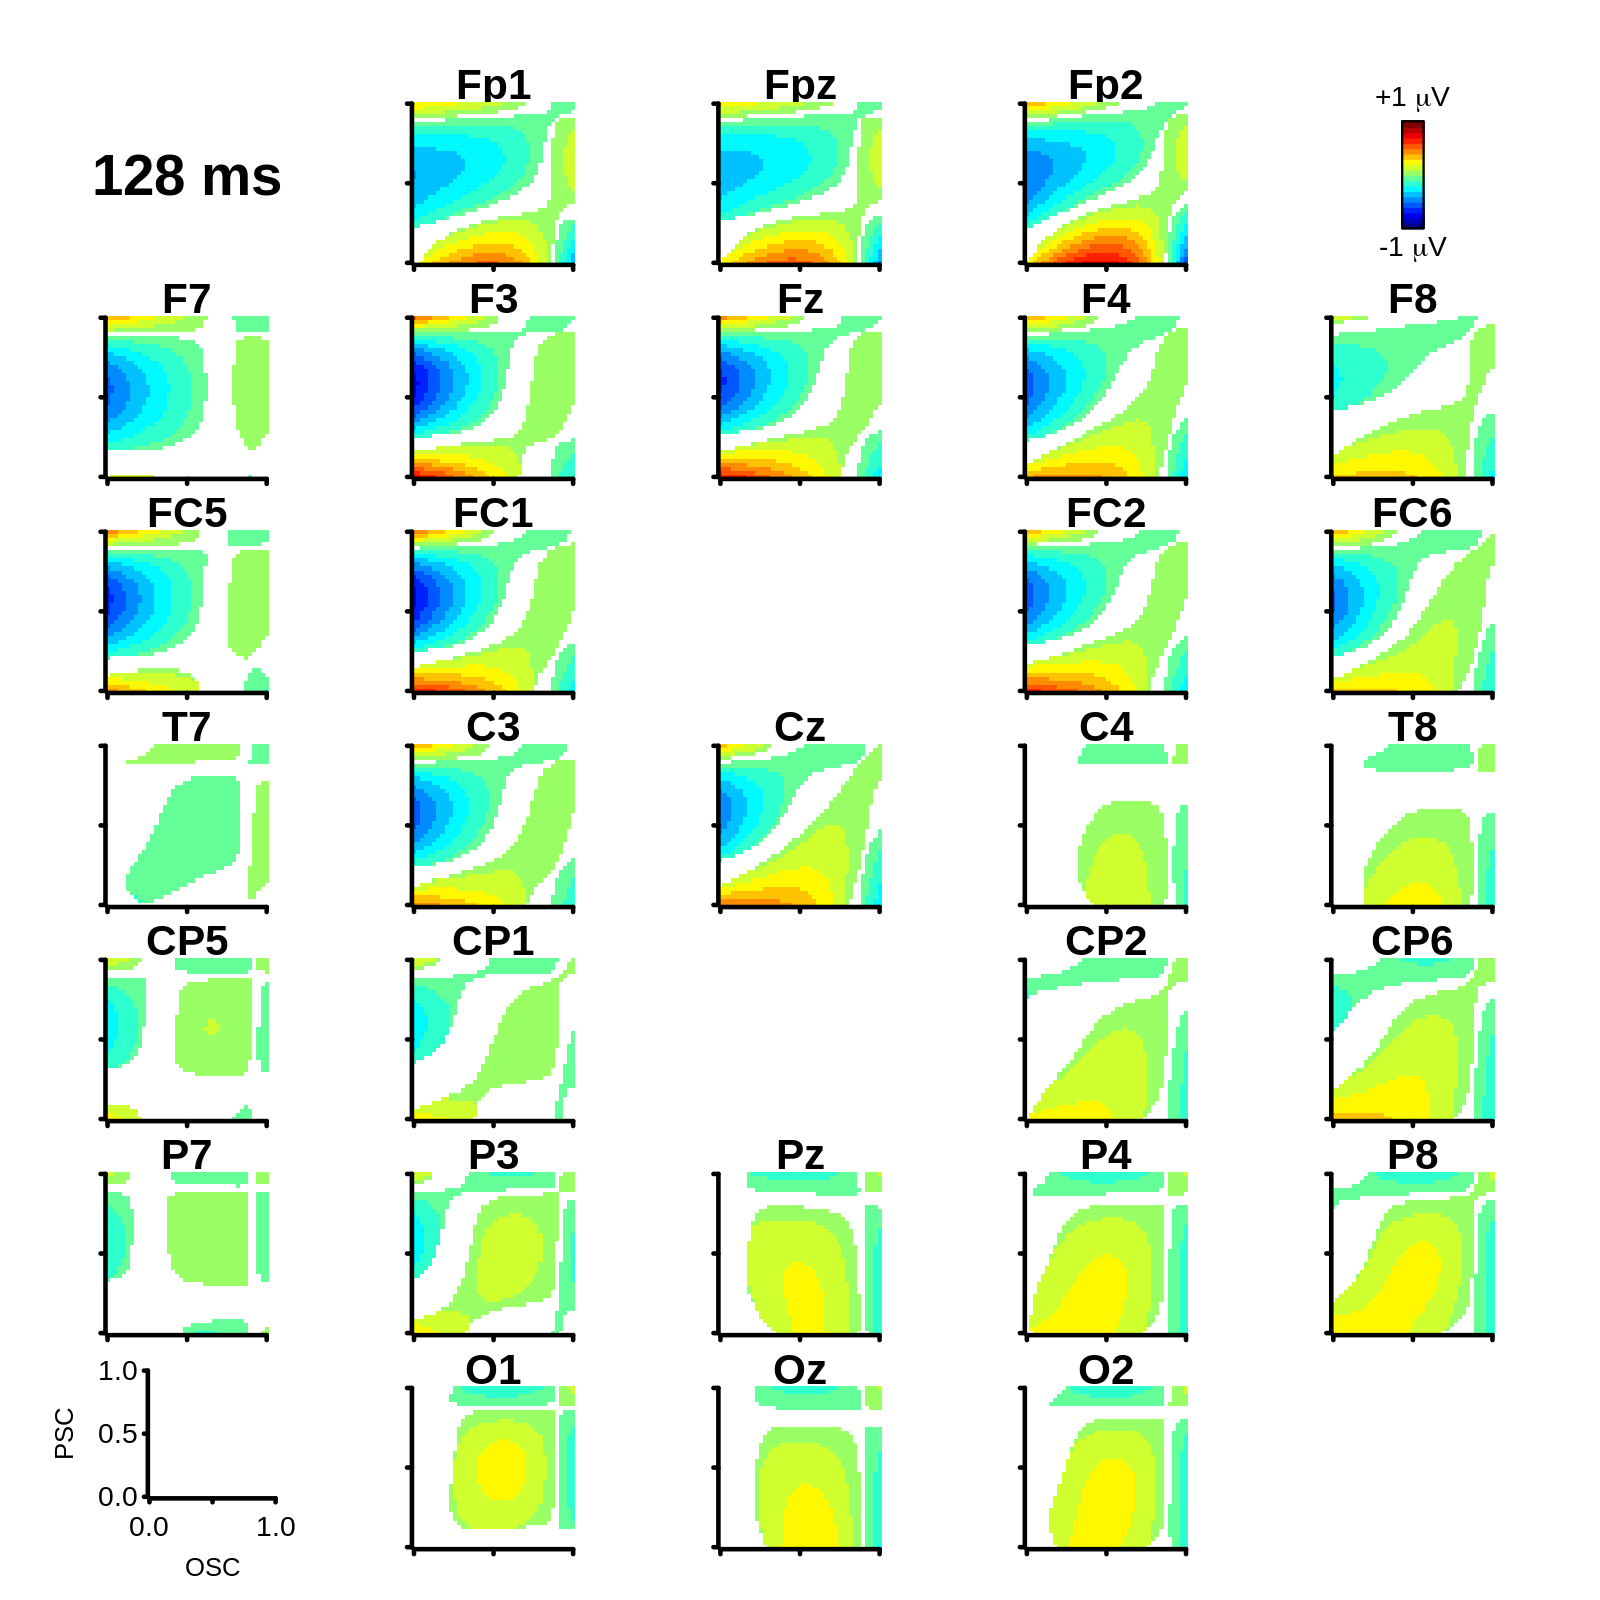 Fp1 Fpz Fp2
+1 μV
128 ms
-1 μV
F7 F3 Fz F4 F8
FC5 FC1 FC2 FC6
T7 C3 Cz C4 T8
CP5 CP1 CP2 CP6
P7 P3 Pz P4 P8
O1 Oz O2
1.0
PSC
0.5
0.0
0.0 1.0
OSC